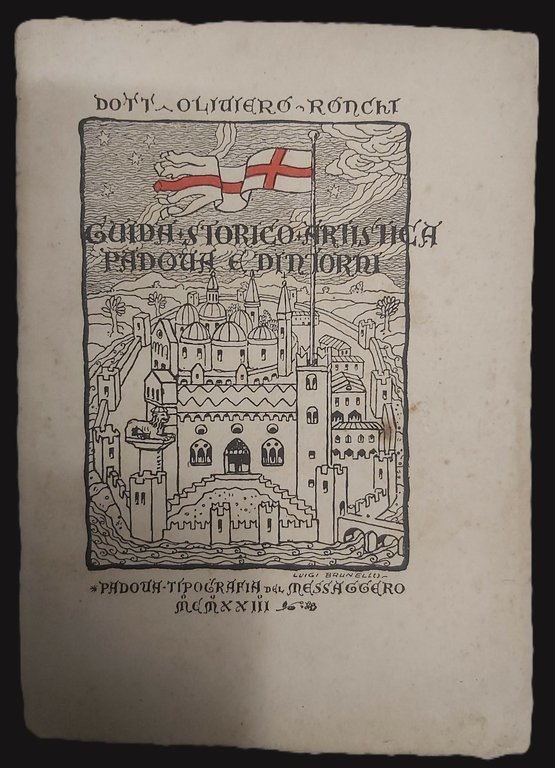 DOTT OLIVIERO RONCHI
GUIDA STORICO ARTISTICA
PADOVA E DINTORNI
LUIGI BRUNELLO
*PADOVA·TIPOGRAFIA DEL MESSAGGERO
MCMXXIII